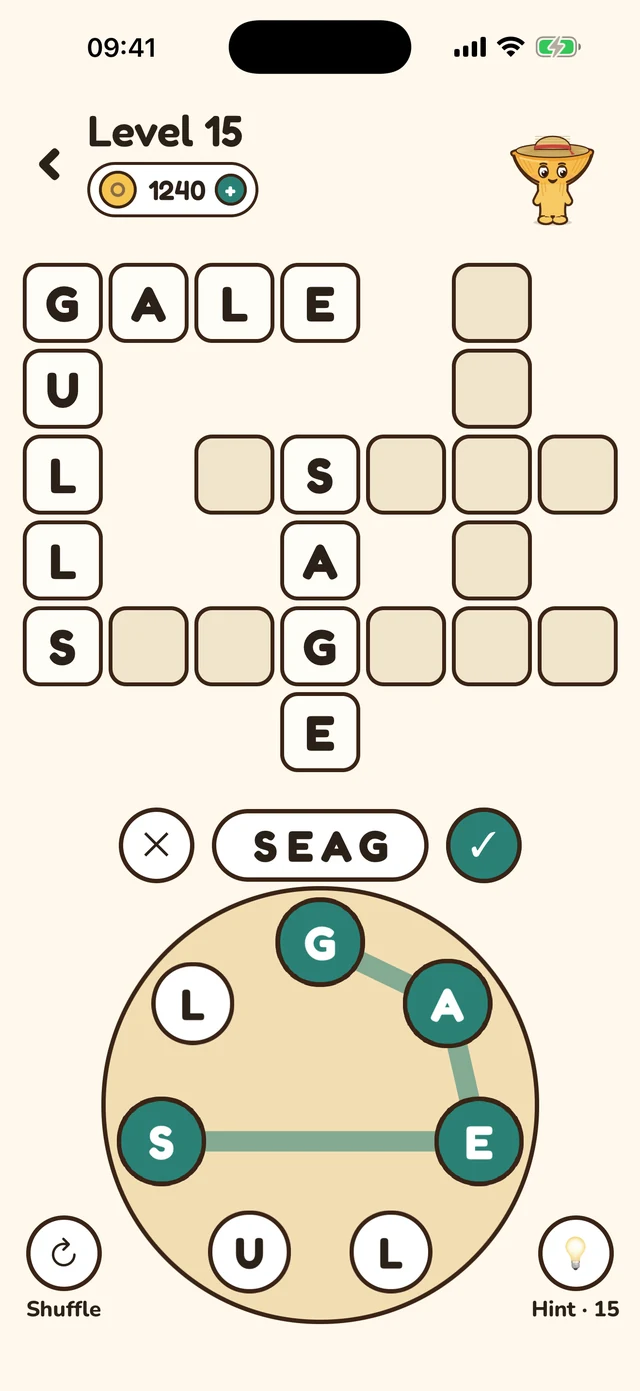 09:41
Level 15
1240 +
G A L E
U
L S
L A
S G
E
× SEAG ✓
G
L A
S E
U L
Shuffle Hint · 15